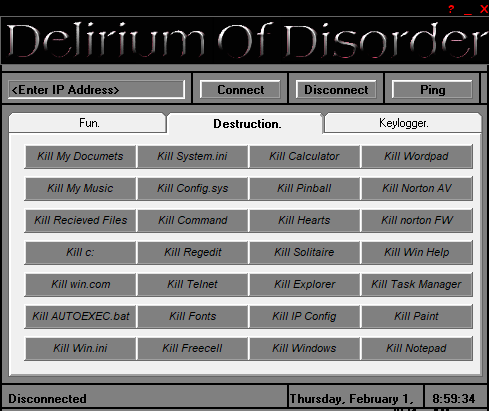 ? _ X
Delirium Of Disorder
<Enter IP Address> Connect Disconnect Ping
Fun. Destruction. Keylogger.
Kill My Documets Kill System.ini Kill Calculator Kill Wordpad
Kill My Music Kill Config.sys Kill Pinball Kill Norton AV
Kill Recieved Files Kill Command Kill Hearts Kill norton FW
Kill c: Kill Regedit Kill Solitaire Kill Win Help
Kill win.com Kill Telnet Kill Explorer Kill Task Manager
Kill AUTOEXEC.bat Kill Fonts Kill IP Config Kill Paint
Kill Win.ini Kill Freecell Kill Windows Kill Notepad
Disconnected Thursday, February 1, 8:59:34